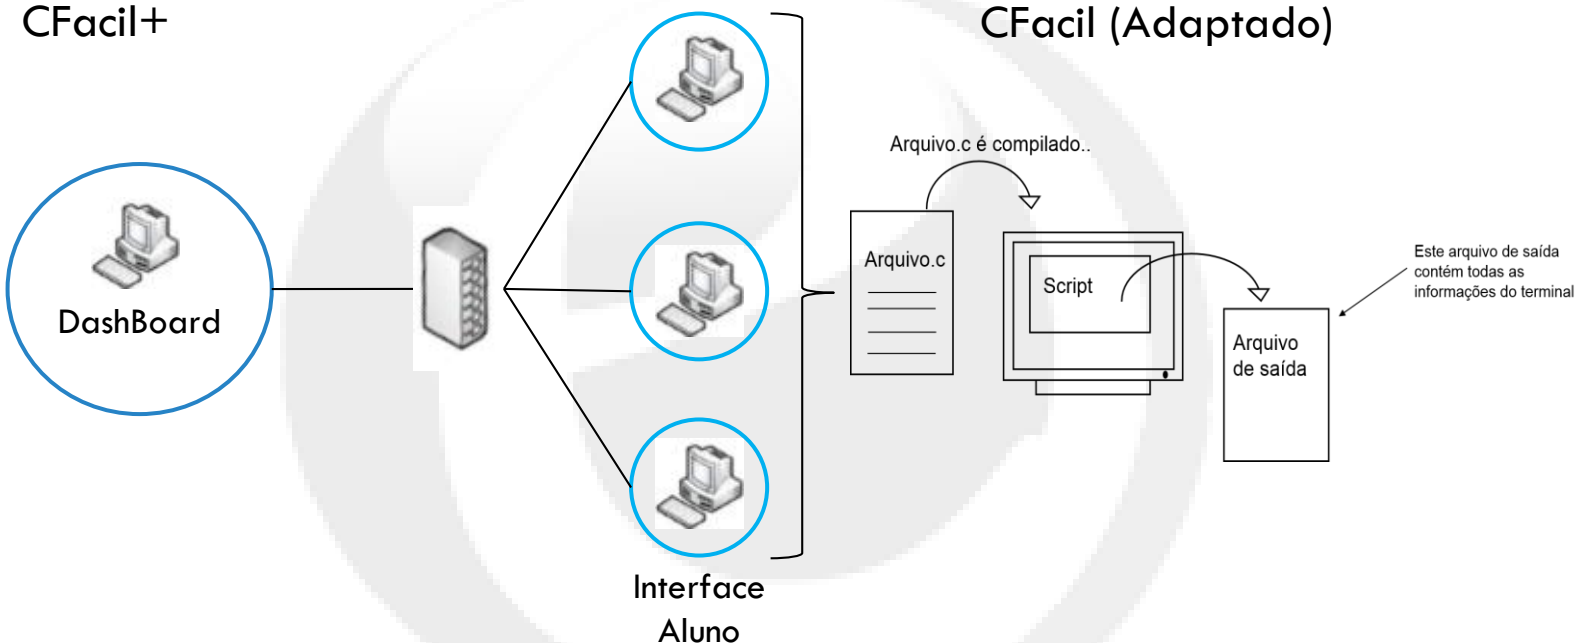 CFacil+
CFacil (Adaptado)
DashBoard
Interface
Aluno
Arquivo.c é compilado..
Arquivo.c
Script
Arquivo
de saída
Este arquivo de saída
contém todas as
informações do terminal